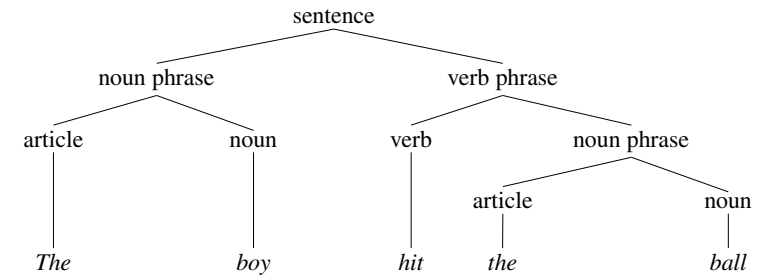 sentence
noun phrase verb phrase
article noun verb noun phrase
article noun
The boy hit the ball